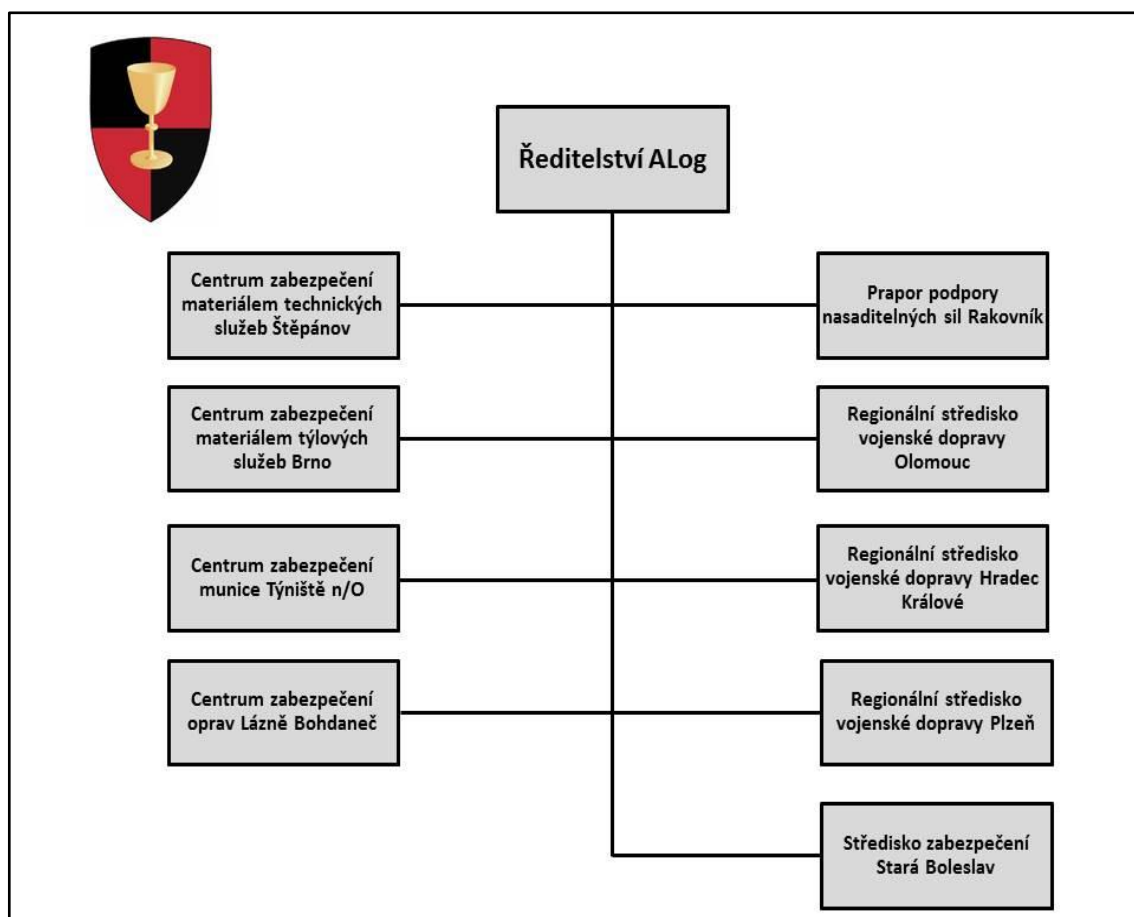 Ředitelství ALog
Centrum zabezpečení
materiálem technických
služeb Štěpánov
Prapor podpory
nasaditelných sil Rakovník
Centrum zabezpečení
materiálem týlových
služeb Brno
Regionální středisko
vojenské dopravy
Olomouc
Centrum zabezpečení
munice Týniště n/O
Regionální středisko
vojenské dopravy Hradec
Králové
Centrum zabezpečení
oprav Lázně Bohdaneč
Regionální středisko
vojenské dopravy Plzeň
Středisko zabezpečení
Stará Boleslav